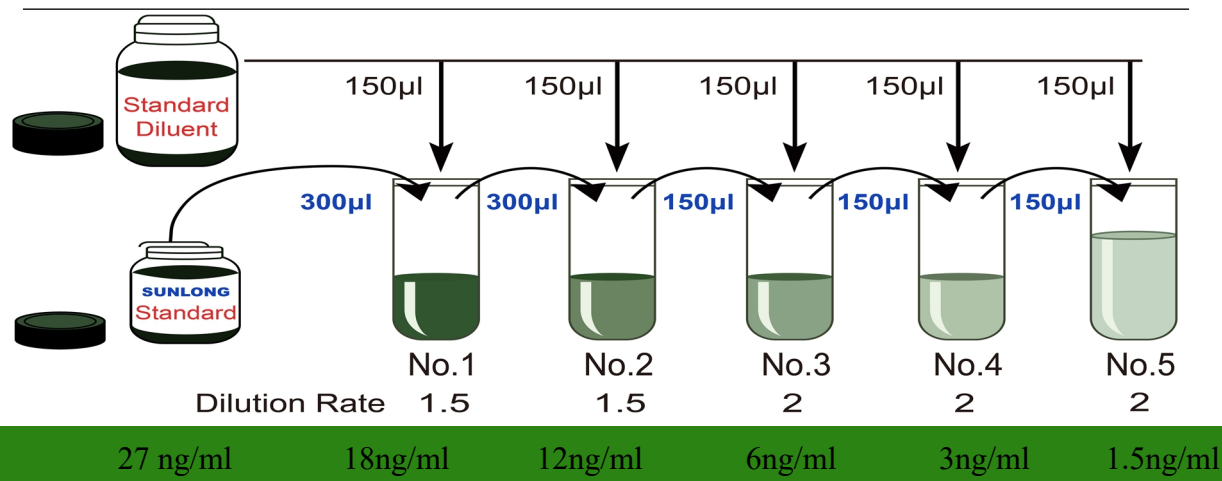 150µl 150µl 150µl 150µl 150µl
Standard
Diluent
300µl 300µl 150µl 150µl 150µl
SUNLONG
Standard
No.1 No.2 No.3 No.4 No.5
Dilution Rate 1.5 1.5 2 2 2
27 ng/ml 18ng/ml 12ng/ml 6ng/ml 3ng/ml 1.5ng/ml